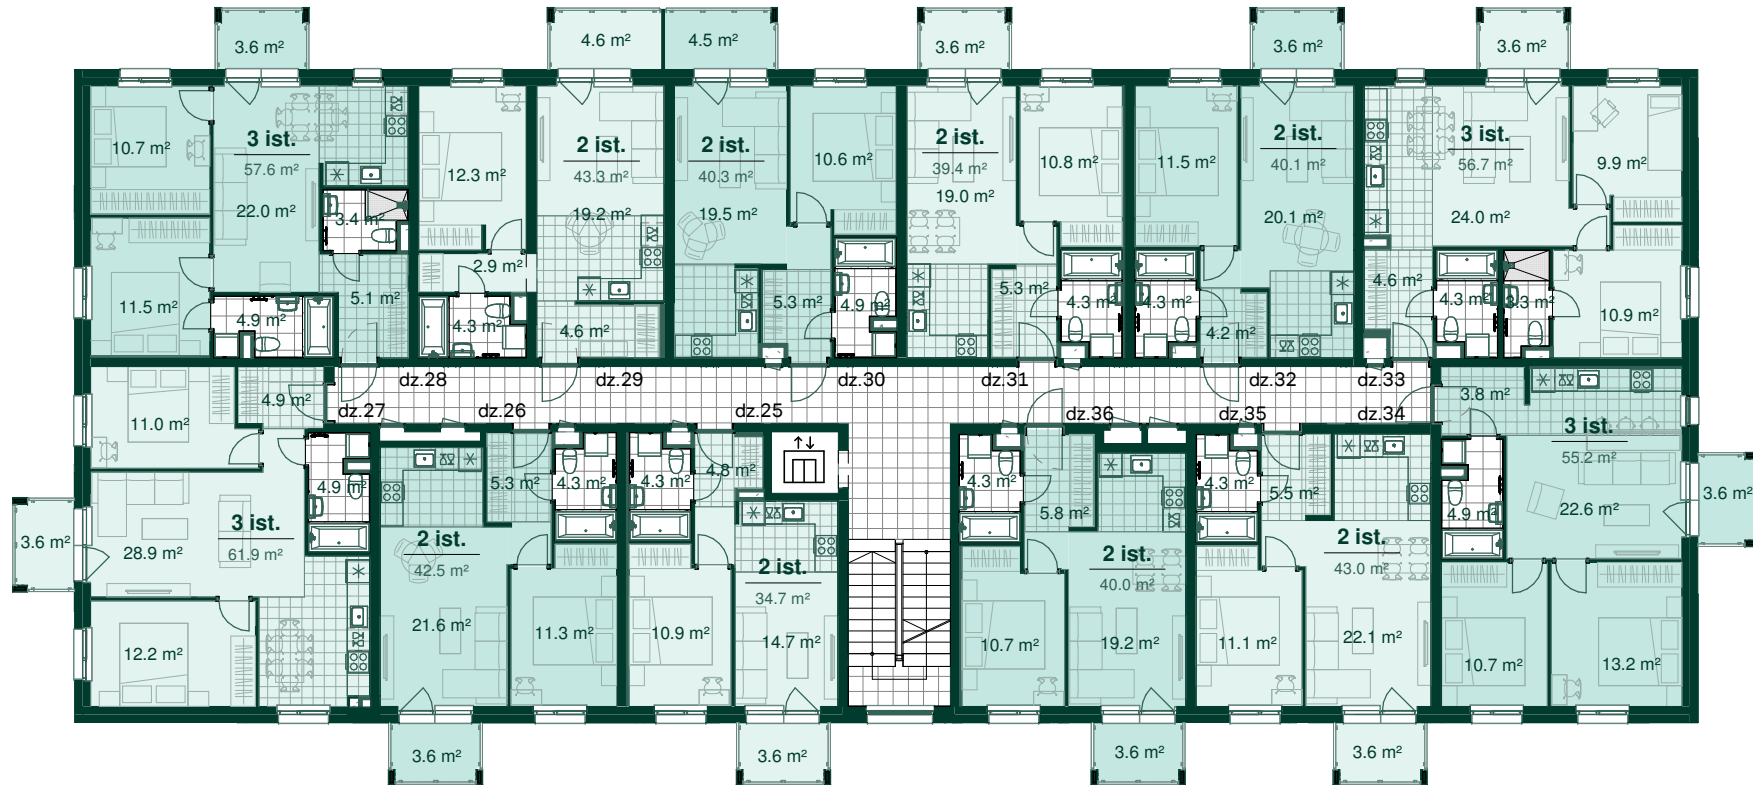 3.6 m²
4.6 m²
4.5 m²
3.6 m²
3.6 m²
3.6 m²
10.7 m²
3 ist.
57.6 m²
22.0 m²
3.4 m²
11.5 m²
4.9 m²
5.1 m²
12.3 m²
2.9 m²
4.3 m²
2 ist.
43.3 m²
19.2 m²
4.6 m²
2 ist.
40.3 m²
19.5 m²
10.6 m²
5.3 m²
4.9 m²
2 ist.
39.4 m²
19.0 m²
10.8 m²
5.3 m²
4.3 m²
11.5 m²
4.3 m²
4.2 m²
2 ist.
40.1 m²
20.1 m²
3 ist.
56.7 m²
24.0 m²
4.6 m²
4.3 m²
3.3 m²
9.9 m²
10.9 m²
dz.28
dz.29
dz.30
dz.31
dz.32
dz.33
dz.27
dz.26
dz.25
dz.36
dz.35
dz.34
11.0 m²
4.9 m²
4.9 m²
3 ist.
61.9 m²
28.9 m²
3.6 m²
12.2 m²
5.3 m²
4.3 m²
2 ist.
42.5 m²
21.6 m²
11.3 m²
4.3 m²
4.8 m²
2 ist.
34.7 m²
10.9 m²
14.7 m²
4.3 m²
5.8 m²
2 ist.
40.0 m²
10.7 m²
19.2 m²
4.3 m²
5.5 m²
2 ist.
43.0 m²
11.1 m²
22.1 m²
3.8 m²
3 ist.
55.2 m²
22.6 m²
4.9 m²
3.6 m²
10.7 m²
13.2 m²
3.6 m²
3.6 m²
3.6 m²
3.6 m²